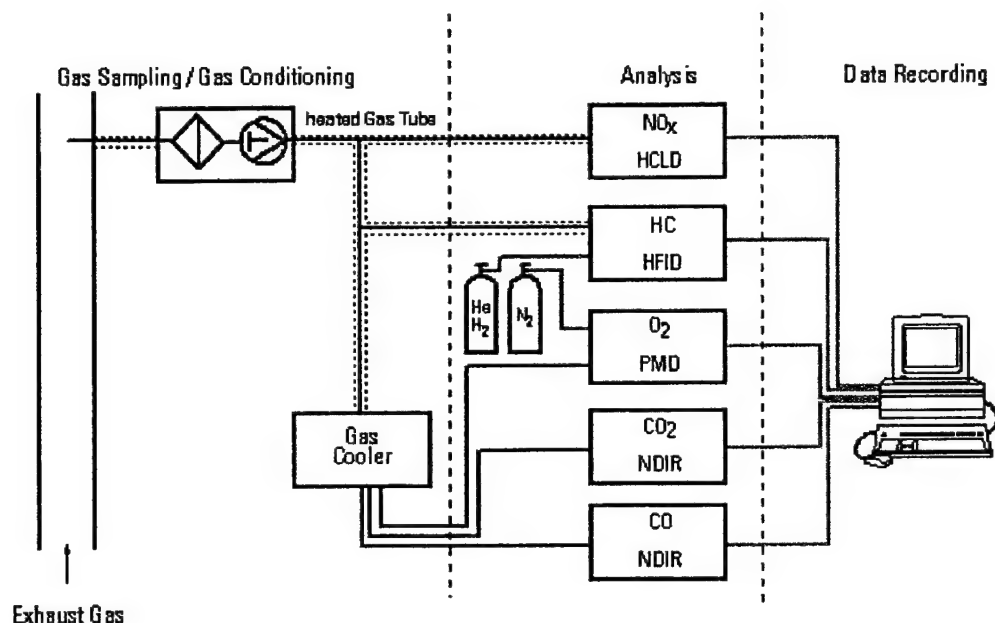 Gas Sampling / Gas Conditioning
Analysis
Data Recording
heated Gas Tube
NOx
HCLD
HC
HFID
He
H2
N2
O2
PMD
Gas
Cooler
CO2
NDIR
CO
NDIR
Exhaust Gas